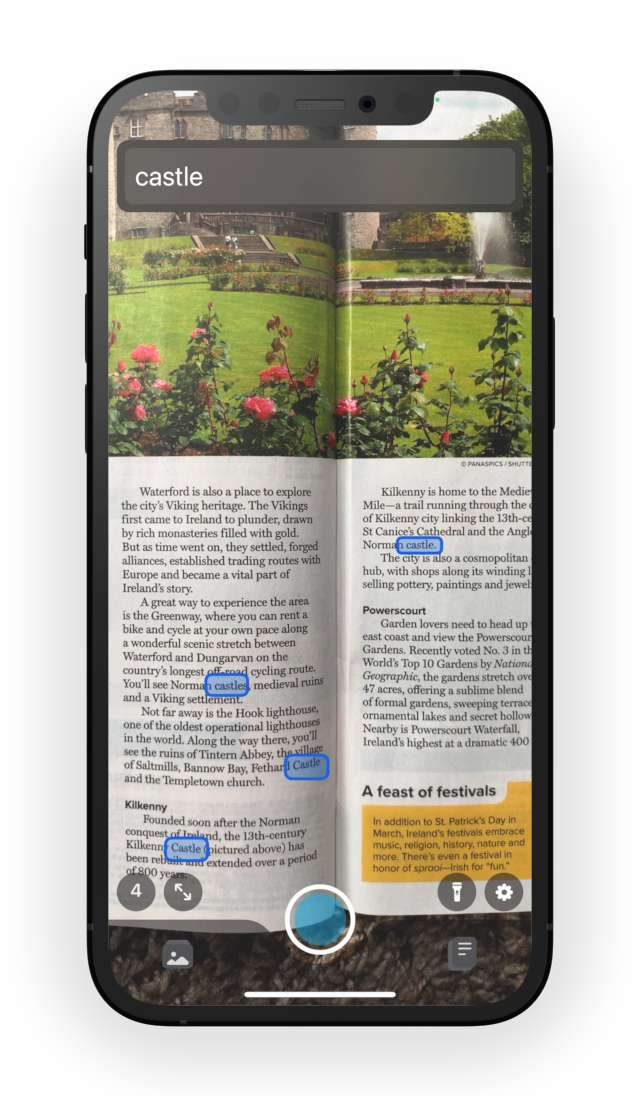 castle
© PANASPICS / SHUTTE
Waterford is also a place to explore
the city's Viking heritage. The Vikings
first came to Ireland to plunder, drawn
by rich monasteries filled with gold.
But as time went on, they settled, forged
alliances, established trading routes with
Europe and became a vital part of
Ireland's story.
A great way to experience the area
is the Greenway, where you can rent a
bike and cycle at your own pace along
a wonderful scenic stretch between
Waterford and Dungarvan on the
country's longest off-road cycling route.
You'll see Norman castles, medieval ruins
and a Viking settlement.
Not far away is the Hook lighthouse,
one of the oldest operational lighthouses
in the world. Along the way there, you'll
see the ruins of Tintern Abbey, the village
of Saltmills, Bannow Bay, Fethard Castle
and the Templetown church.
Kilkenny
Founded soon after the Norman
conquest of Ireland, the 13th-century
Kilkenny Castle (pictured above) has
been rebuilt and extended over a period
of 800 years.
Kilkenny is home to the Mediev
Mile—a trail running through the c
of Kilkenny city linking the 13th-ce
St Canice's Cathedral and the Angl
Norman castle.
The city is also a cosmopolitan
hub, with shops along its winding l
selling pottery, paintings and jewel
Powerscourt
Garden lovers need to head up
east coast and view the Powerscour
Gardens. Recently voted No. 3 in th
World's Top 10 Gardens by Nationa
Geographic, the gardens stretch ove
47 acres, offering a sublime blend
of formal gardens, sweeping terrace
ornamental lakes and secret hollow
Nearby is Powerscourt Waterfall,
Ireland's highest at a dramatic 400
A feast of festivals
In addition to St. Patrick's Day in
March, Ireland's festivals embrace
music, religion, history, nature and
more. There's even a festival in
honor of spraoi—Irish for "fun."
4